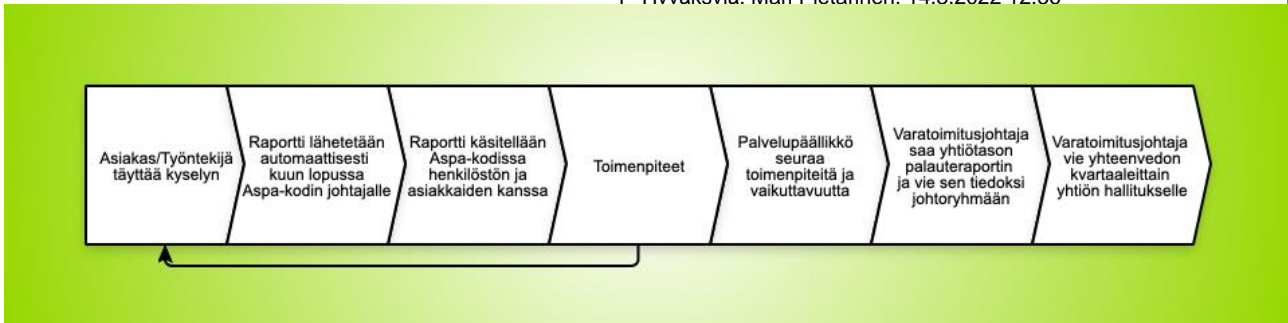 Asiakas/Työntekijä
täyttää kyselyn
Raportti lähetetään
automaattisesti
kuun lopussa
Aspa-kodin johtajalle
Raportti käsitellään
Aspa-kodissa
henkilöstön ja
asiakkaiden kanssa
Toimenpiteet
Palvelupäällikkö
seuraa
toimenpiteitä ja
vaikuttavuutta
Varatoimitusjohtaja
saa yhtiötason
palauteraportin
ja vie sen tiedoksi
johtoryhmään
Varatoimitusjohtaja
vie yhteenvedon
kvartaaleittain
yhtiön hallitukselle